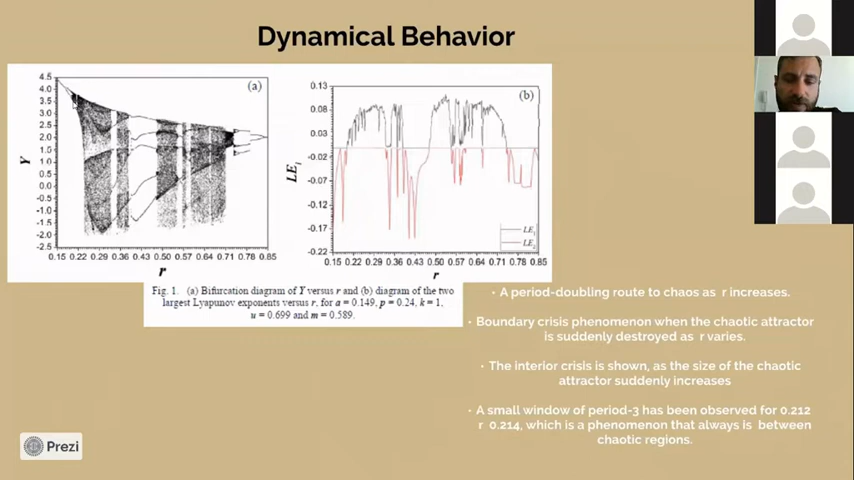 Dynamical Behavior
(a)
4.5
4.0
3.5
3.0
2.5
2.0
1.5
1.0
0.5
0.0
-0.5
-1.0
-1.5
-2.0
-2.5
Y
0.15 0.22 0.29 0.36 0.43 0.50 0.57 0.64 0.71 0.78 0.85
r
(b)
0.13
0.08
0.03
-0.02
-0.07
-0.12
-0.17
-0.22
LEi
LE1
LE2
0.15 0.22 0.29 0.36 0.43 0.50 0.57 0.64 0.71 0.78 0.85
r
Fig. 1. (a) Bifurcation diagram of Y versus r and (b) diagram of the two
largest Lyapunov exponents versus r, for a = 0.149, p = 0.24, k = 1,
u = 0.699 and m = 0.589.
• A period-doubling route to chaos as r increases.
• Boundary crisis phenomenon when the chaotic attractor
is suddenly destroyed as r varies.
• The interior crisis is shown, as the size of the chaotic
attractor suddenly increases
• A small window of period-3 has been observed for 0.212
r 0.214, which is a phenomenon that always is between
chaotic regions.
Prezi